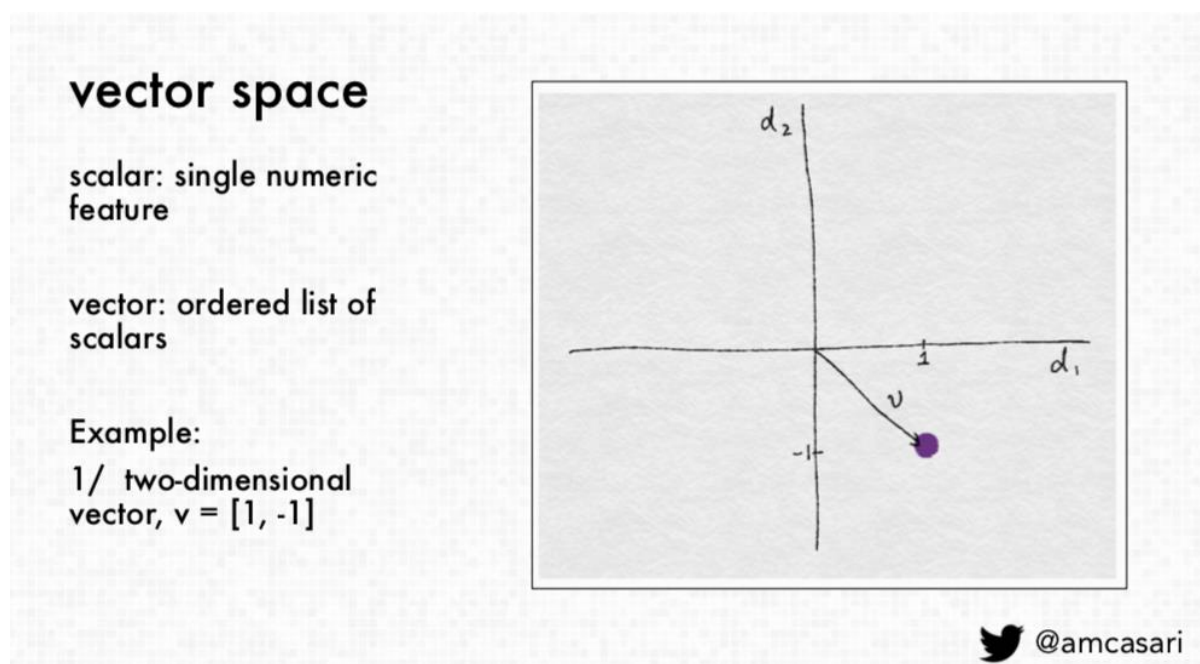 vector space
scalar: single numeric
feature
vector: ordered list of
scalars
Example:
1/ two-dimensional
vector, v = [1, -1]
d₂
1
d₁
v
-1
@amcasari